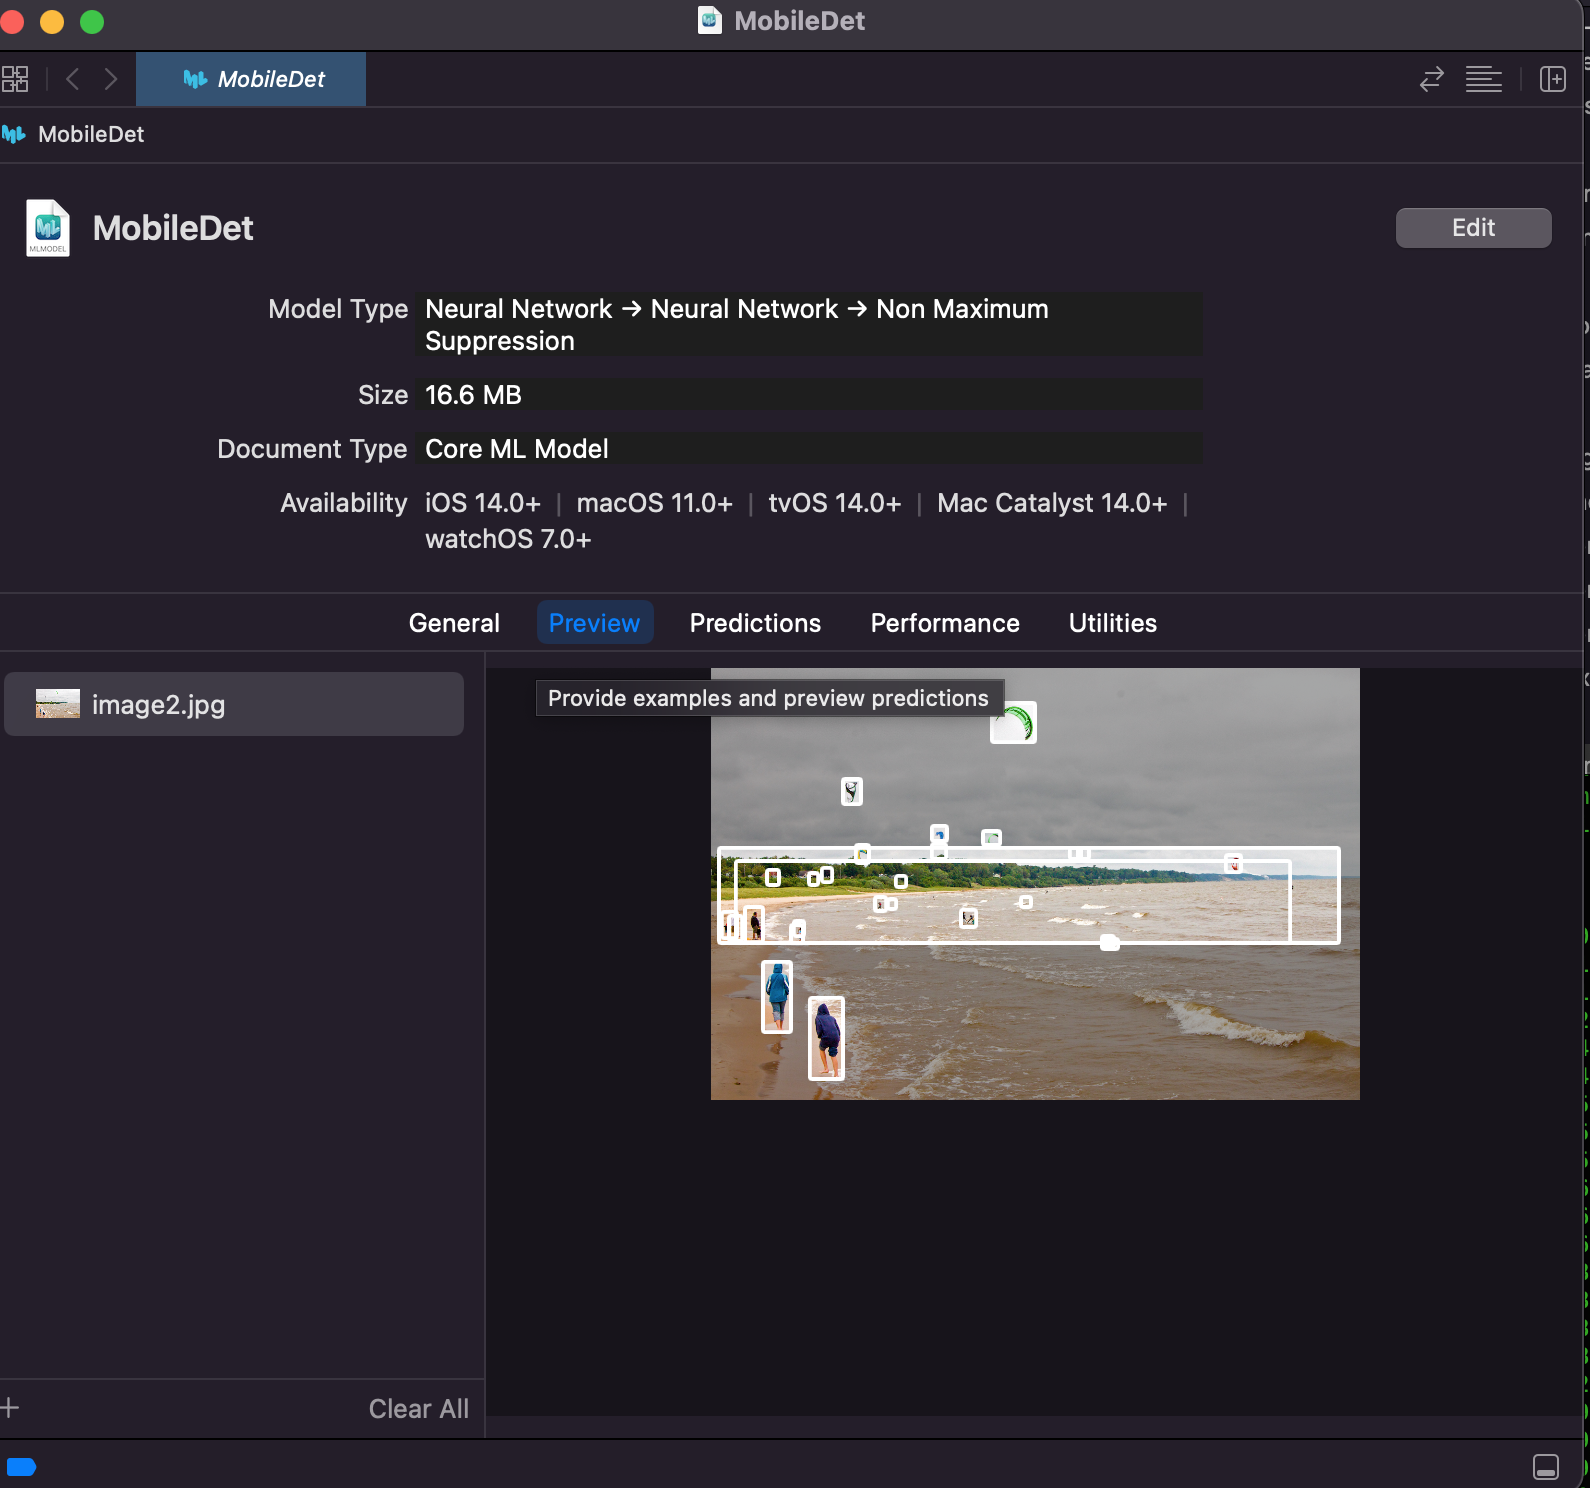 MobileDet
MobileDet
MobileDet
MLMODEL
MobileDet
Edit
Model Type Neural Network → Neural Network → Non Maximum
Suppression
Size 16.6 MB
Document Type Core ML Model
Availability iOS 14.0+ | macOS 11.0+ | tvOS 14.0+ | Mac Catalyst 14.0+ |
watchOS 7.0+
General Preview Predictions Performance Utilities
image2.jpg
Provide examples and preview predictions
Clear All